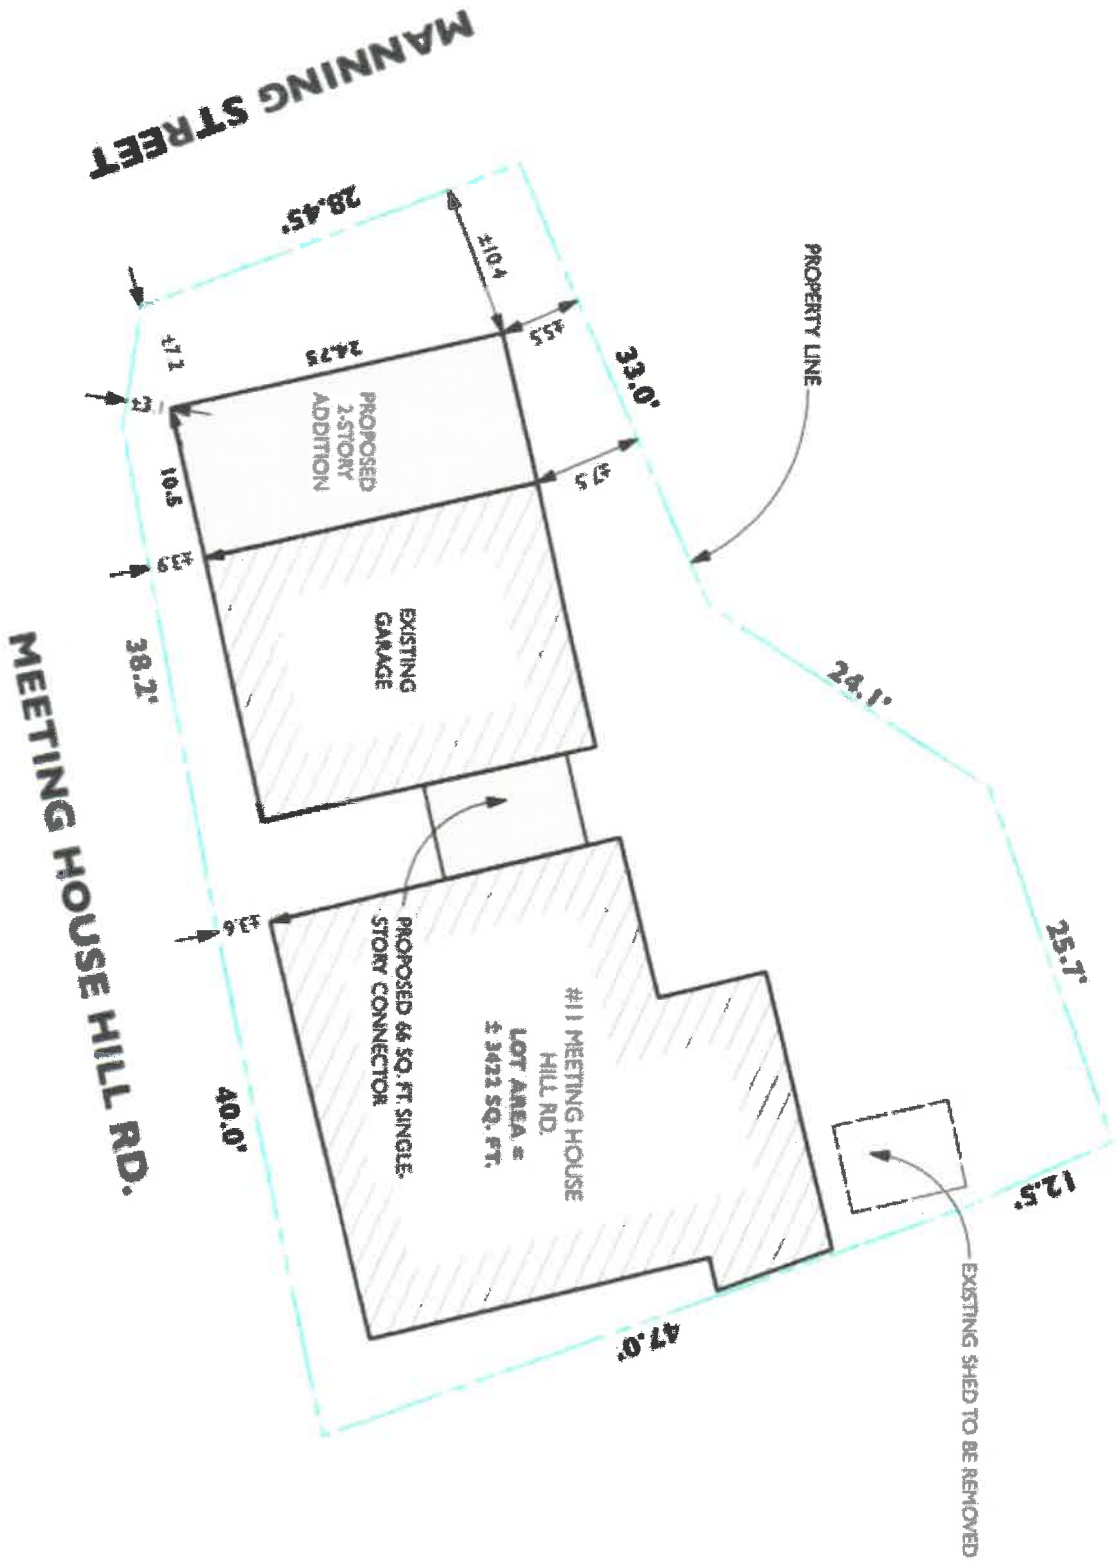 MANNING STREET
28.45'
±10.4
±5.5
33.0'
PROPERTY LINE
±7.2
24.75
PROPOSED
2-STORY
ADDITION
±7.5
10.5
±3.9
EXISTING
GARAGE
38.2'
24.1'
MEETING HOUSE HILL RD.
±3.6
PROPOSED 66 SQ. FT. SINGLE-
STORY CONNECTOR
#11 MEETING HOUSE
HILL RD.
LOT AREA =
± 3422 SQ. FT.
25.7'
40.0'
12.5'
47.0'
EXISTING SHED TO BE REMOVED